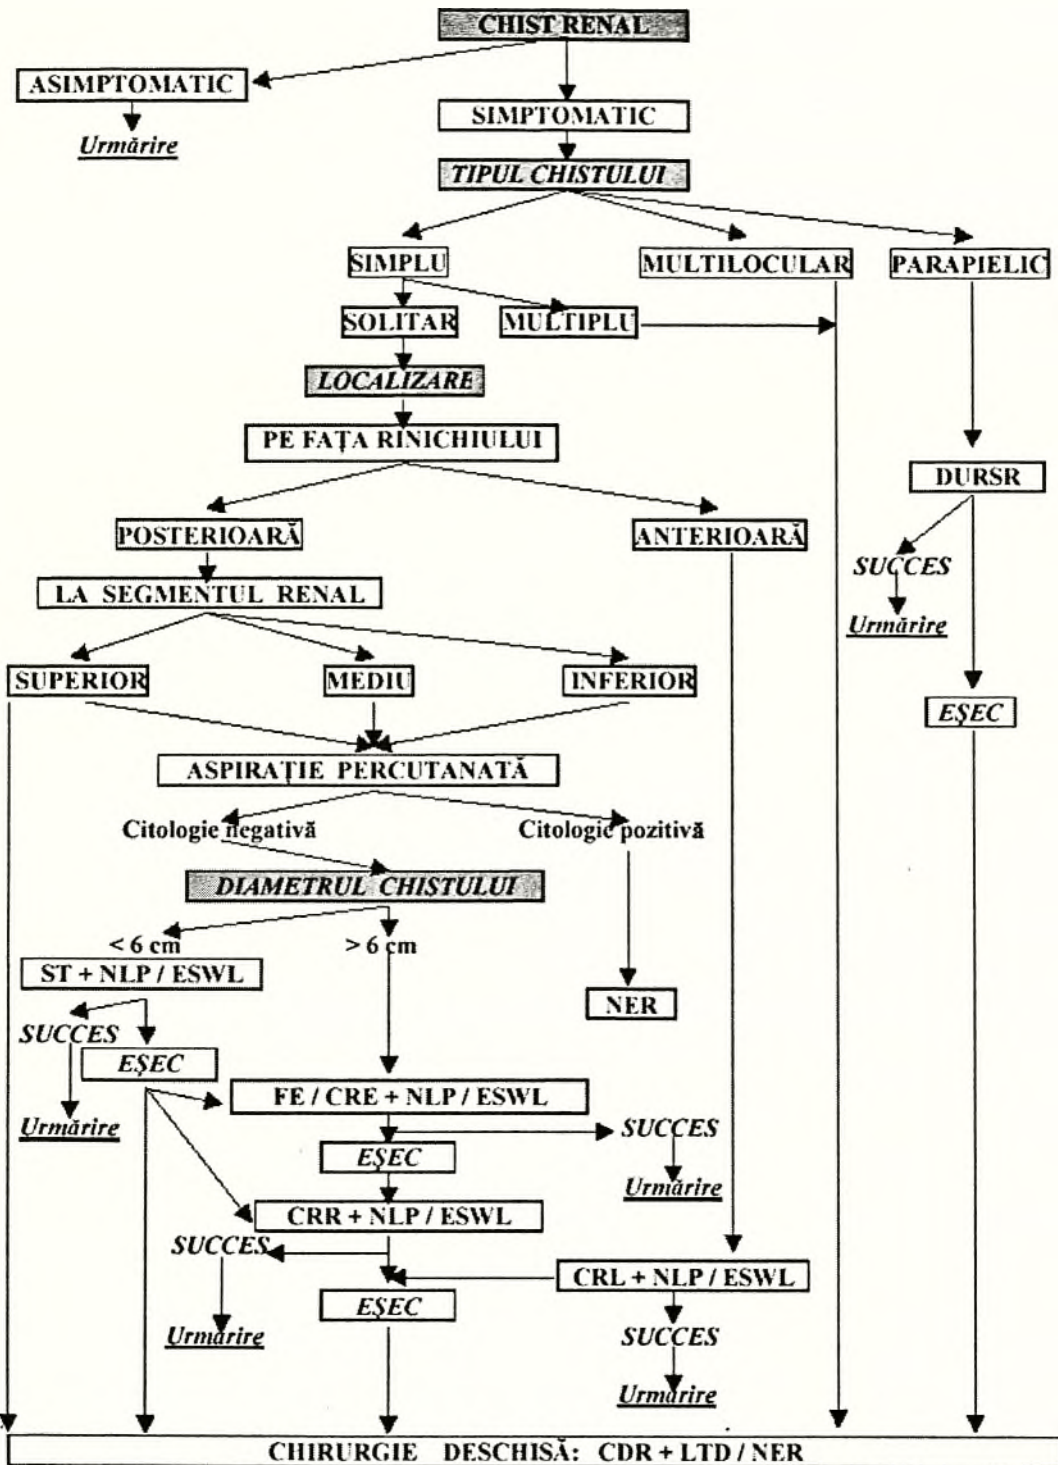 CHIST RENAL
ASIMPTOMATIC
SIMPTOMATIC
Urmărire
TIPUL CHISTULUI
SIMPLU MULTILOCULAR PARAPIELIC
SOLITAR MULTIPLU
LOCALIZARE
PE FAȚA RINICHIULUI
DURSR
POSTERIOARĂ ANTERIOARĂ
SUCCES
LA SEGMENTUL RENAL
Urmărire
SUPERIOR MEDIU INFERIOR
EȘEC
ASPIRAȚIE PERCUTANATĂ
Citologie negativă Citologie pozitivă
DIAMETRUL CHISTULUI
< 6 cm > 6 cm
ST + NLP / ESWL
NER
SUCCES
EȘEC
FE / CRE + NLP / ESWL
Urmărire SUCCES
EȘEC
Urmărire
CRR + NLP / ESWL
SUCCES
CRL + NLP / ESWL
EȘEC
Urmărire SUCCES
Urmărire
CHIRURGIE DESCHISĂ: CDR + LTD / NER